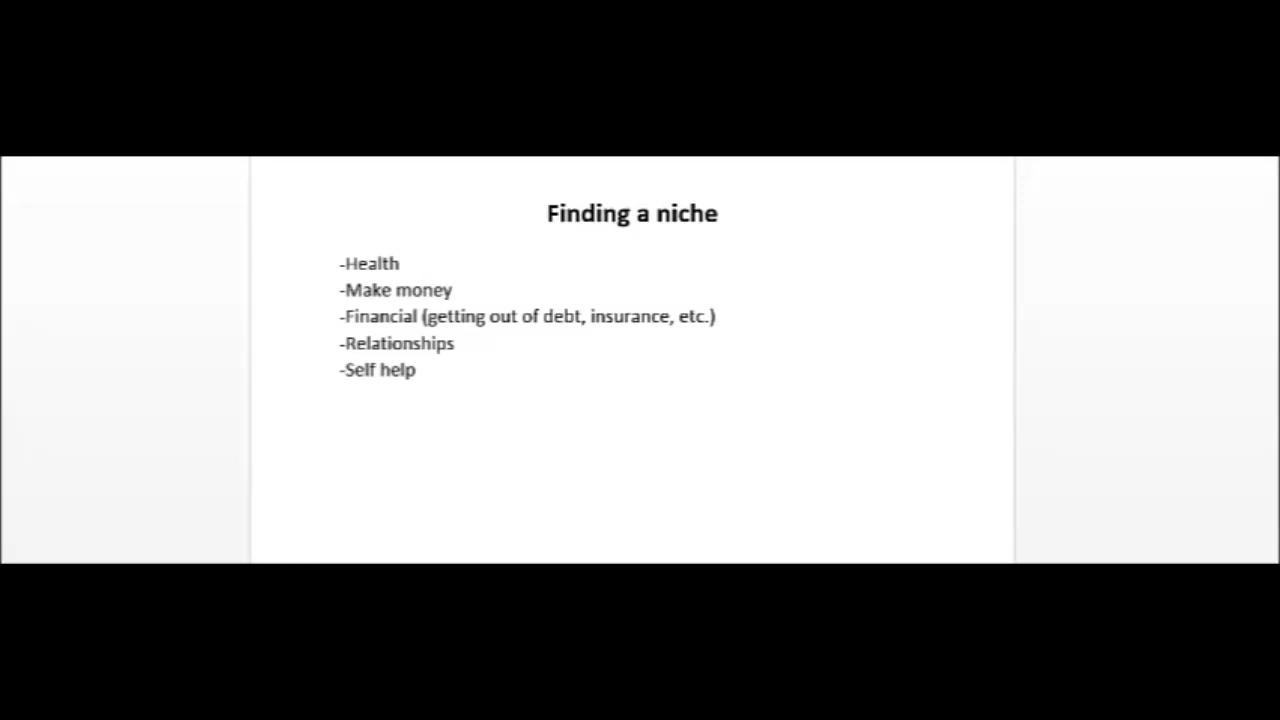 Finding a niche
-Health
-Make money
-Financial (getting out of debt, insurance, etc.)
-Relationships
-Self help